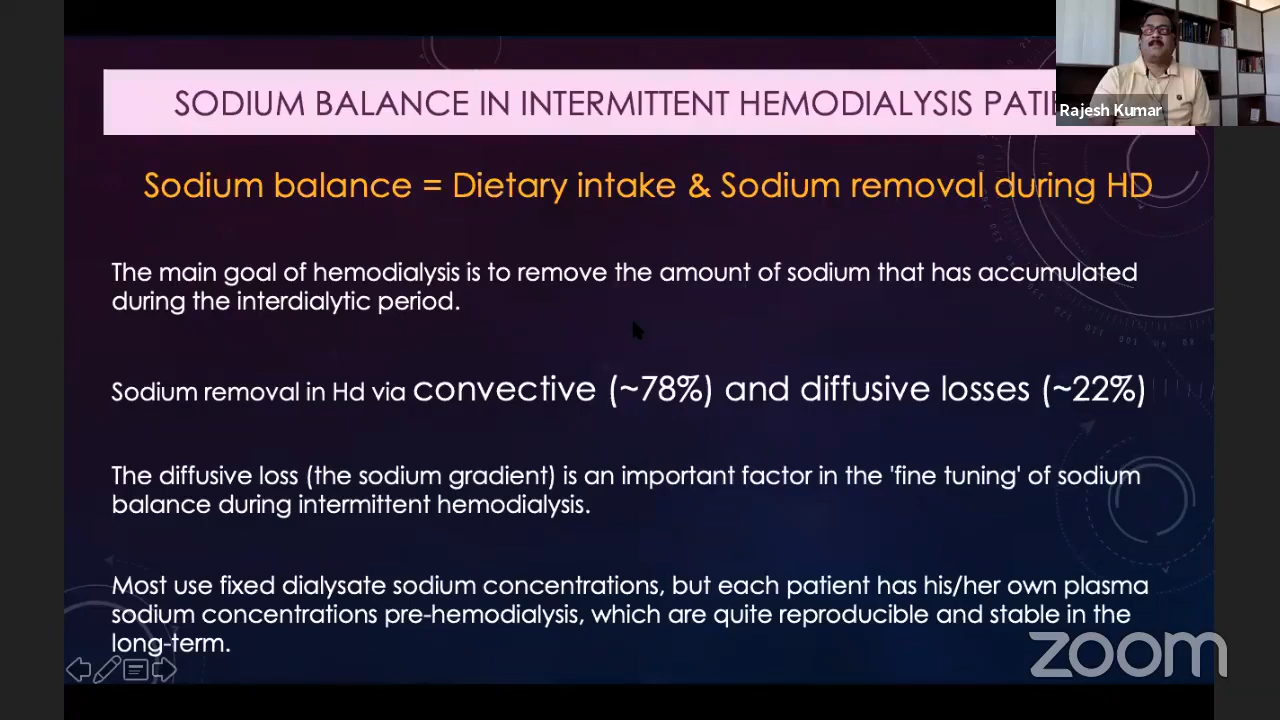 SODIUM BALANCE IN INTERMITTENT HEMODIALYSIS
Rajesh Kumar
Sodium balance = Dietary intake & Sodium removal during HD
The main goal of hemodialysis is to remove the amount of sodium that has accumulated
during the interdialytic period.
Sodium removal in Hd via convective (~78%) and diffusive losses (~22%)
The diffusive loss (the sodium gradient) is an important factor in the 'fine tuning' of sodium
balance during intermittent hemodialysis.
Most use fixed dialysate sodium concentrations, but each patient has his/her own plasma
sodium concentrations pre-hemodialysis, which are quite reproducible and stable in the
long-term.
zoom